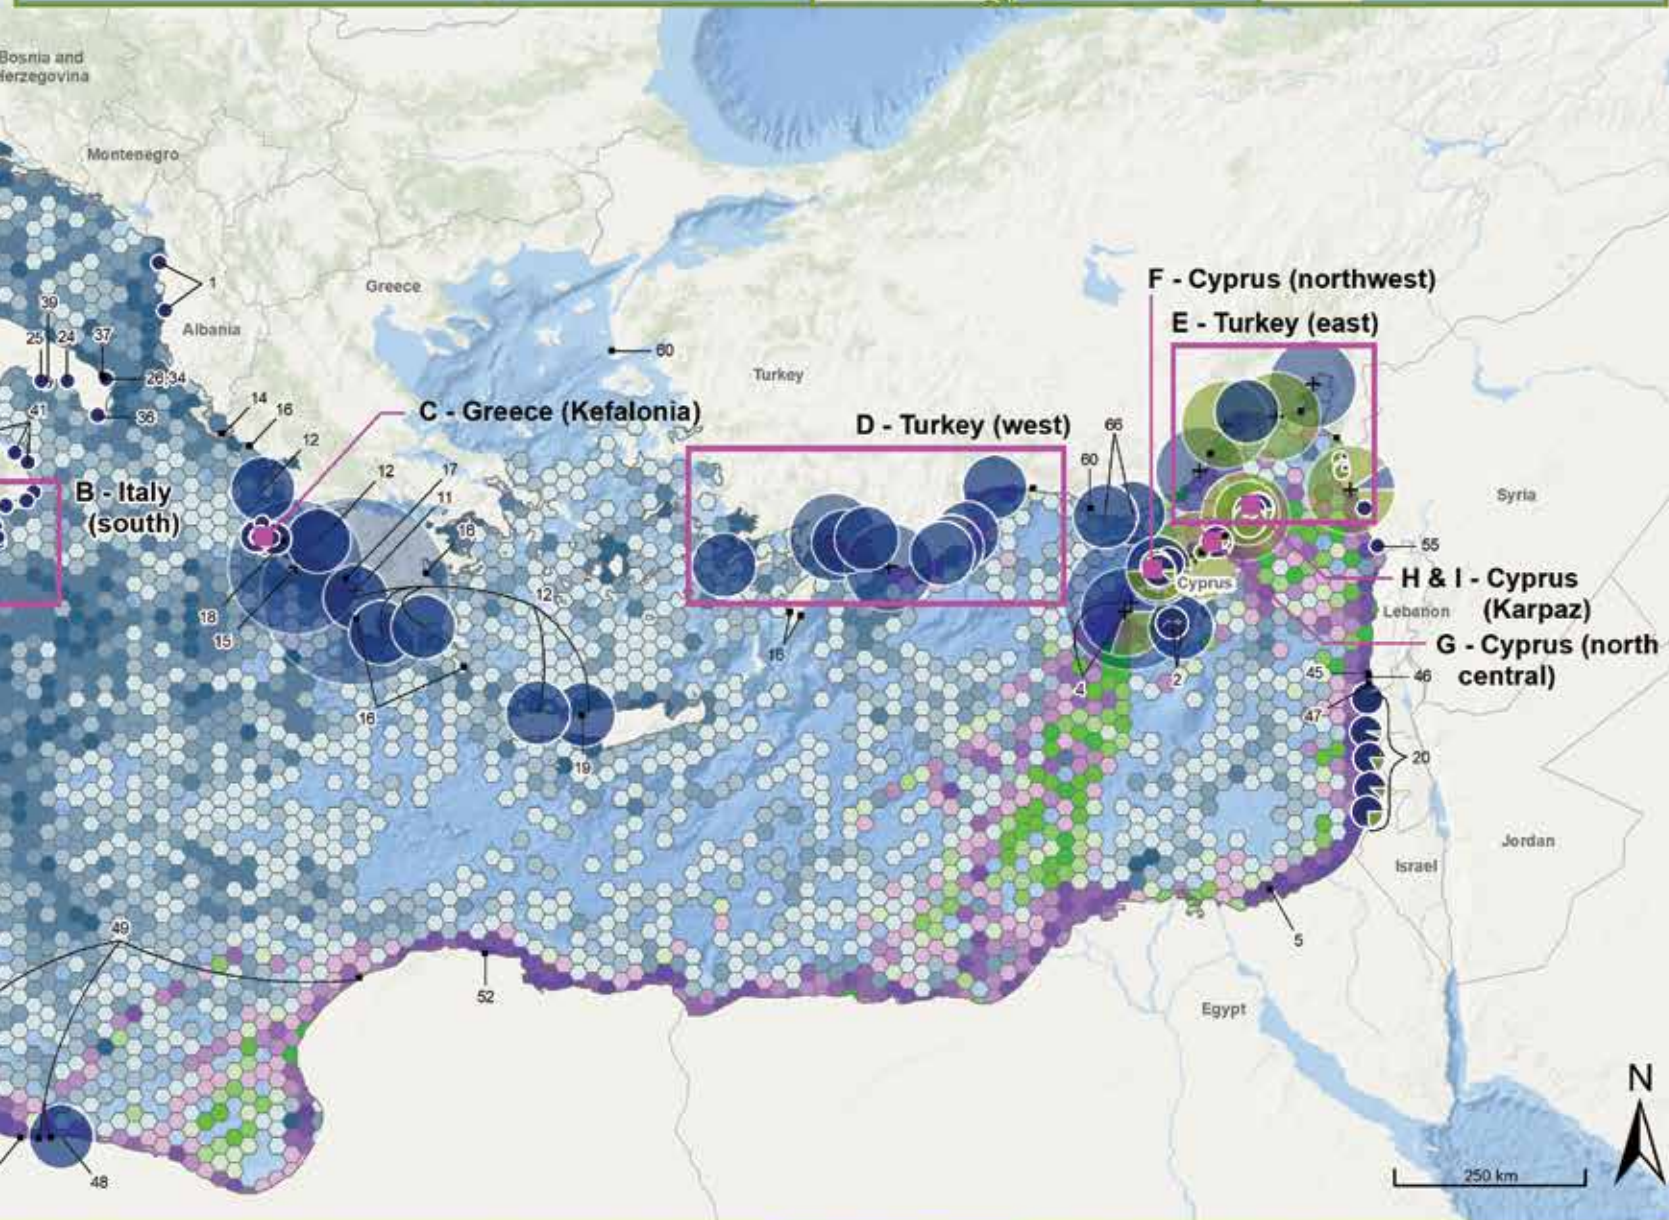 Bosnia and
Herzegovina
Montenegro
1
39
25
24
37
Albania
Greece
60
Turkey
F - Cyprus (northwest)
E - Turkey (east)
26;34
41
36
14
16
12
C - Greece (Kefalonia)
D - Turkey (west)
66
60
B - Italy
(south)
12
17
11
18
Syria
55
H & I - Cyprus
(Karpaz)
Cyprus
Lebanon
18
15
12
16
G - Cyprus (north
central)
4
2
45
46
16
47
19
20
Jordan
Israel
49
5
52
Egypt
N
48
250 km